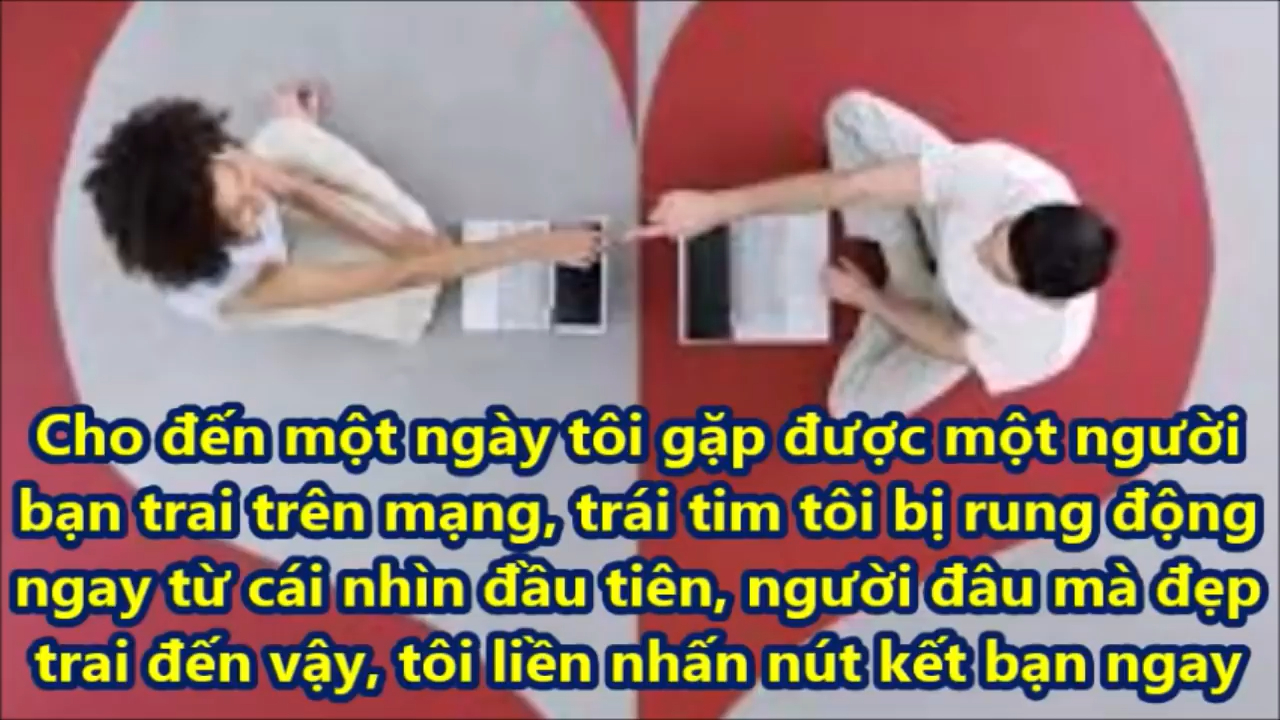 Cho đến một ngày tôi gặp được một người
bạn trai trên mạng, trái tim tôi bị rung động
ngay từ cái nhìn đầu tiên, người đâu mà đẹp
trai đến vậy, tôi liền nhấn nút kết bạn ngay